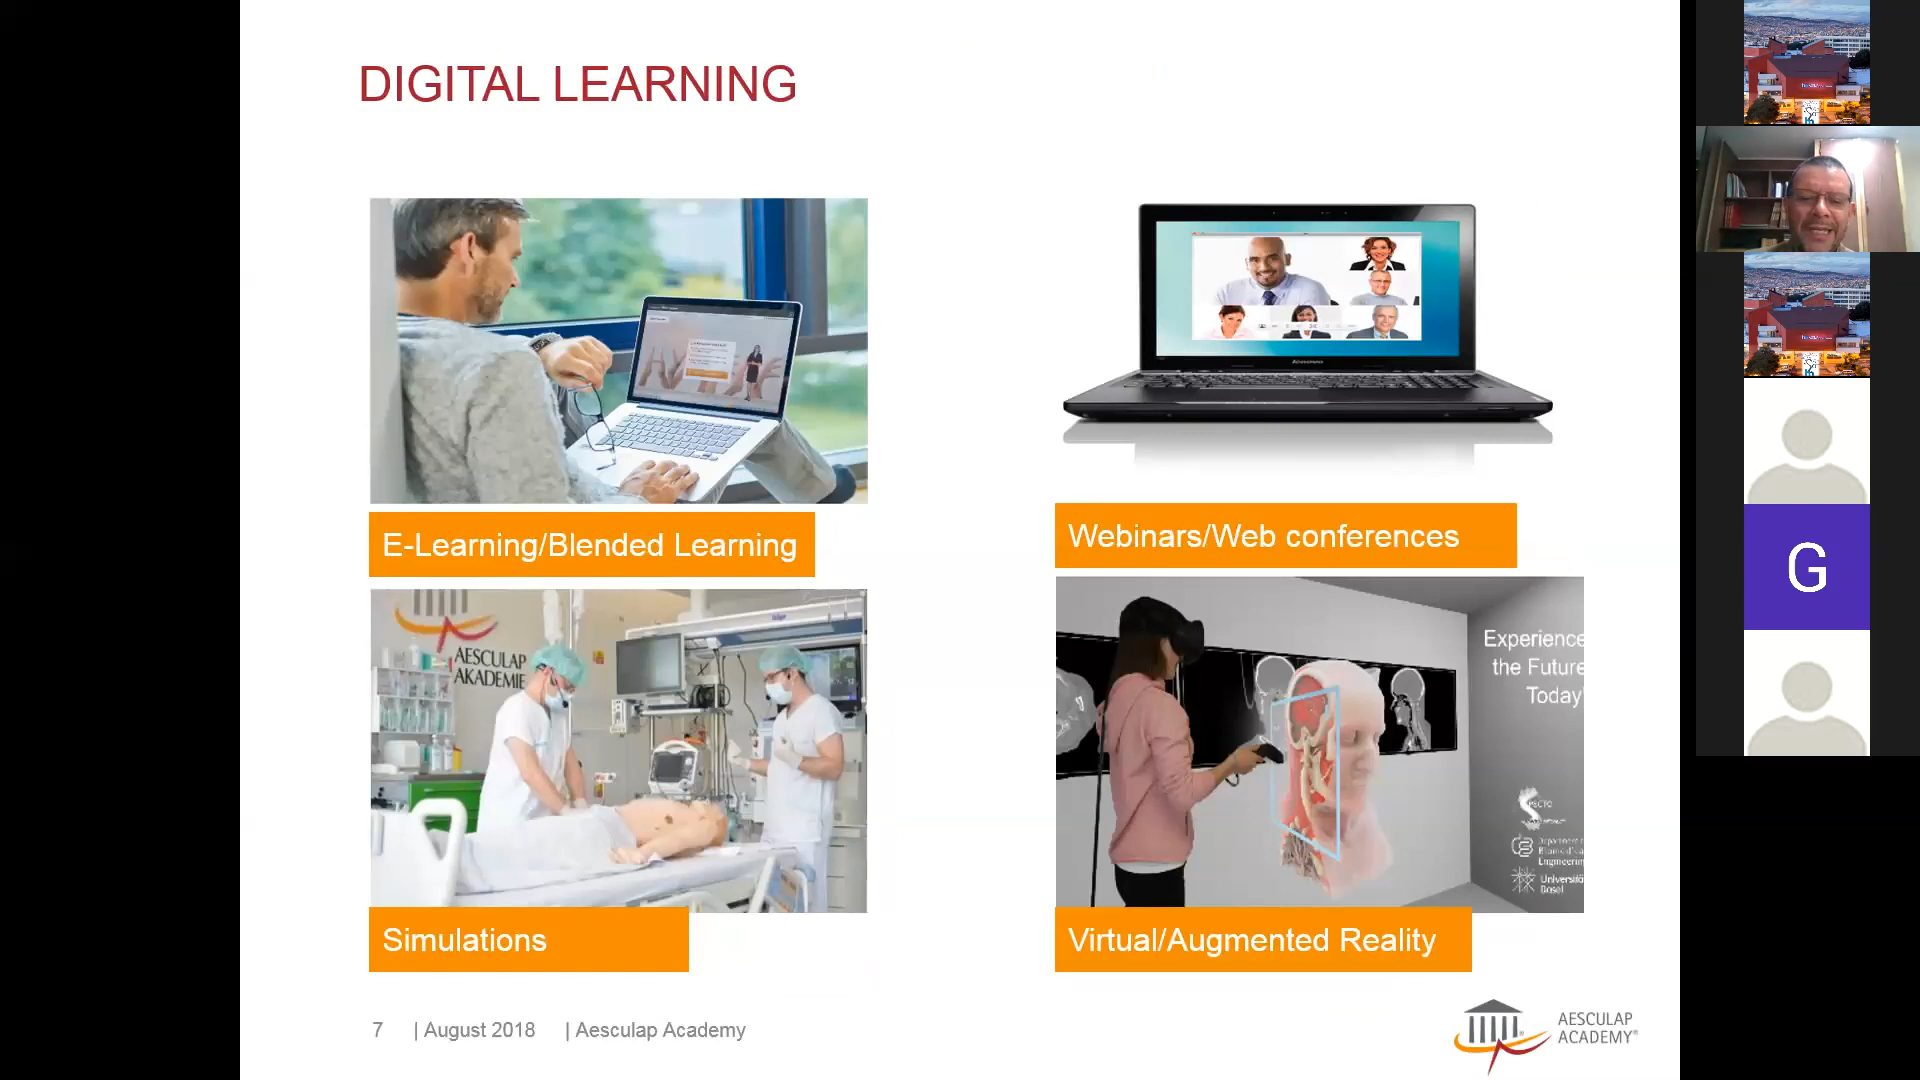 DIGITAL LEARNING
E-Learning/Blended Learning
Webinars/Web conferences
AESCULAP
AKADEMIE
Experience
the Future
Today
Simulations
Virtual/Augmented Reality
7 | August 2018 | Aesculap Academy
AESCULAP
ACADEMY®
G